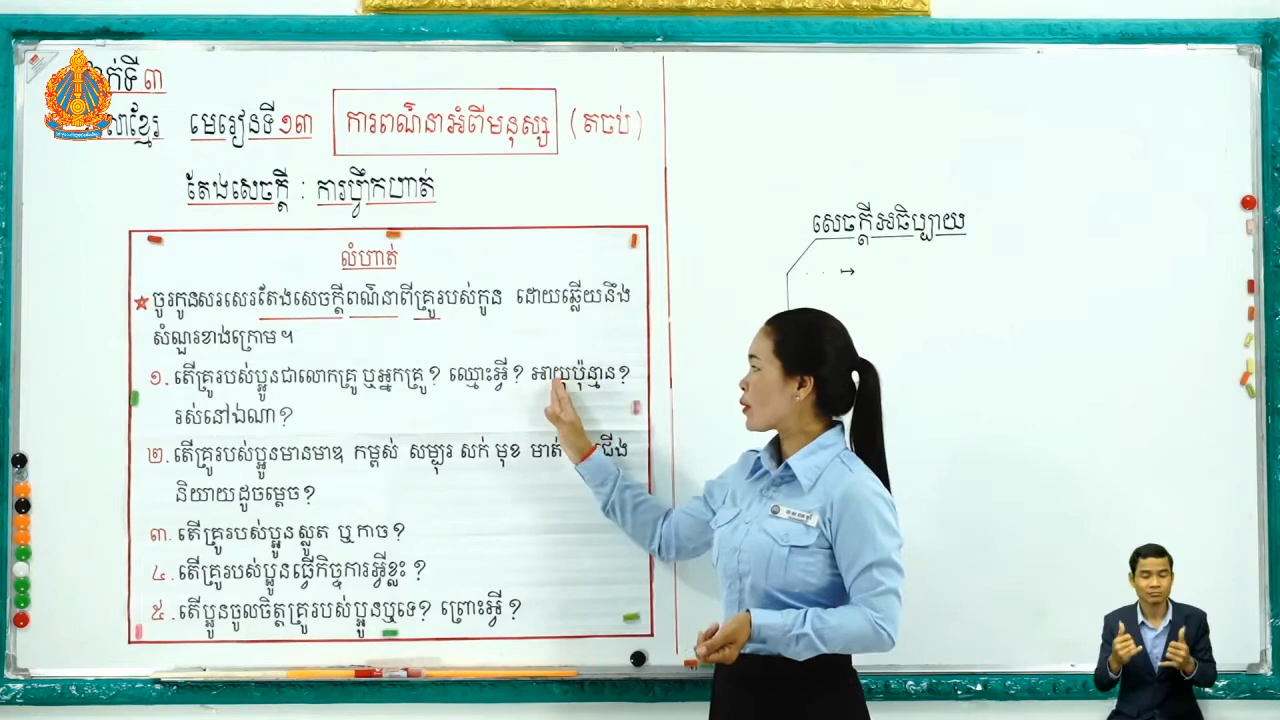 ទី ៣
ខ្មែរ មេរៀនទី ១៣ ការពណ៌នាអំពីមនុស្ស (តចប់)
តែងសេចក្ដី : ការប្វឹកហាត់
លំហាត់
ចូរកូនសរសេរតែងសេចក្ដីពណ៌នាពីគ្រូរបស់កូន ដោយឆ្លើយនឹង
សំណួរខាងក្រោម។
១. តើគ្រូរបស់ប្អូនជាលោកគ្រូ ឬអ្នកគ្រូ? ឈ្មោះអ្វី? អាយុប៉ុន្មាន?
រស់នៅឯណា?
២. តើគ្រូរបស់ប្អូនមានមាឌ កម្ពស់ សម្បុរ សក់ មុខ មាត់
និយាយដូចម្ដេច?
៣. តើគ្រូរបស់ប្អូនស្លូត ឬកាច?
៤. តើគ្រូរបស់ប្អូនធ្វើកិច្ចការអ្វីខ្លះ?
៥. តើប្អូនចូលចិត្តគ្រូរបស់ប្អូនឬទេ? ព្រោះអ្វី?
សេចក្ដីអធិប្បាយ